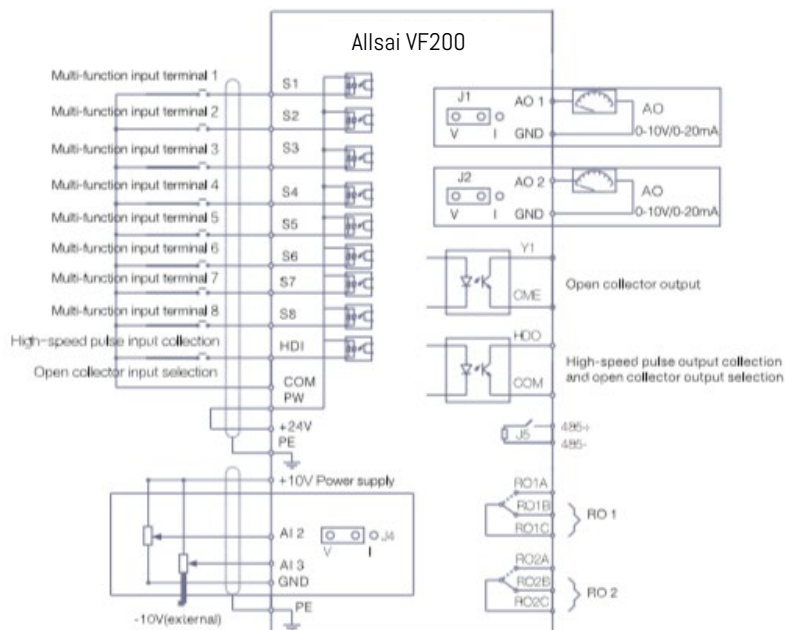 Allsai VF200
Multi-function input terminal 1
S1
Multi-function input terminal 2
S2
Multi-function input terminal 3
S3
Multi-function input terminal 4
S4
Multi-function input terminal 5
S5
Multi-function input terminal 6
S6
Multi-function input terminal 7
S7
Multi-function input terminal 8
S8
High-speed pulse input collection
HDI
Open collector input selection
COM
PW
+24V
PE
+10V Power supply
AI 2
V
I
J4
AI 3
GND
PE
-10V(external)
J1
V
I
AO 1
GND
AO
0-10V/0-20mA
J2
V
I
AO 2
GND
AO
0-10V/0-20mA
Y1
CME
Open collector output
HDO
COM
High-speed pulse output collection
and open collector output selection
J5
485+
485-
RO1A
RO1B
RO1C
RO 1
RO2A
RO2B
RO2C
RO 2